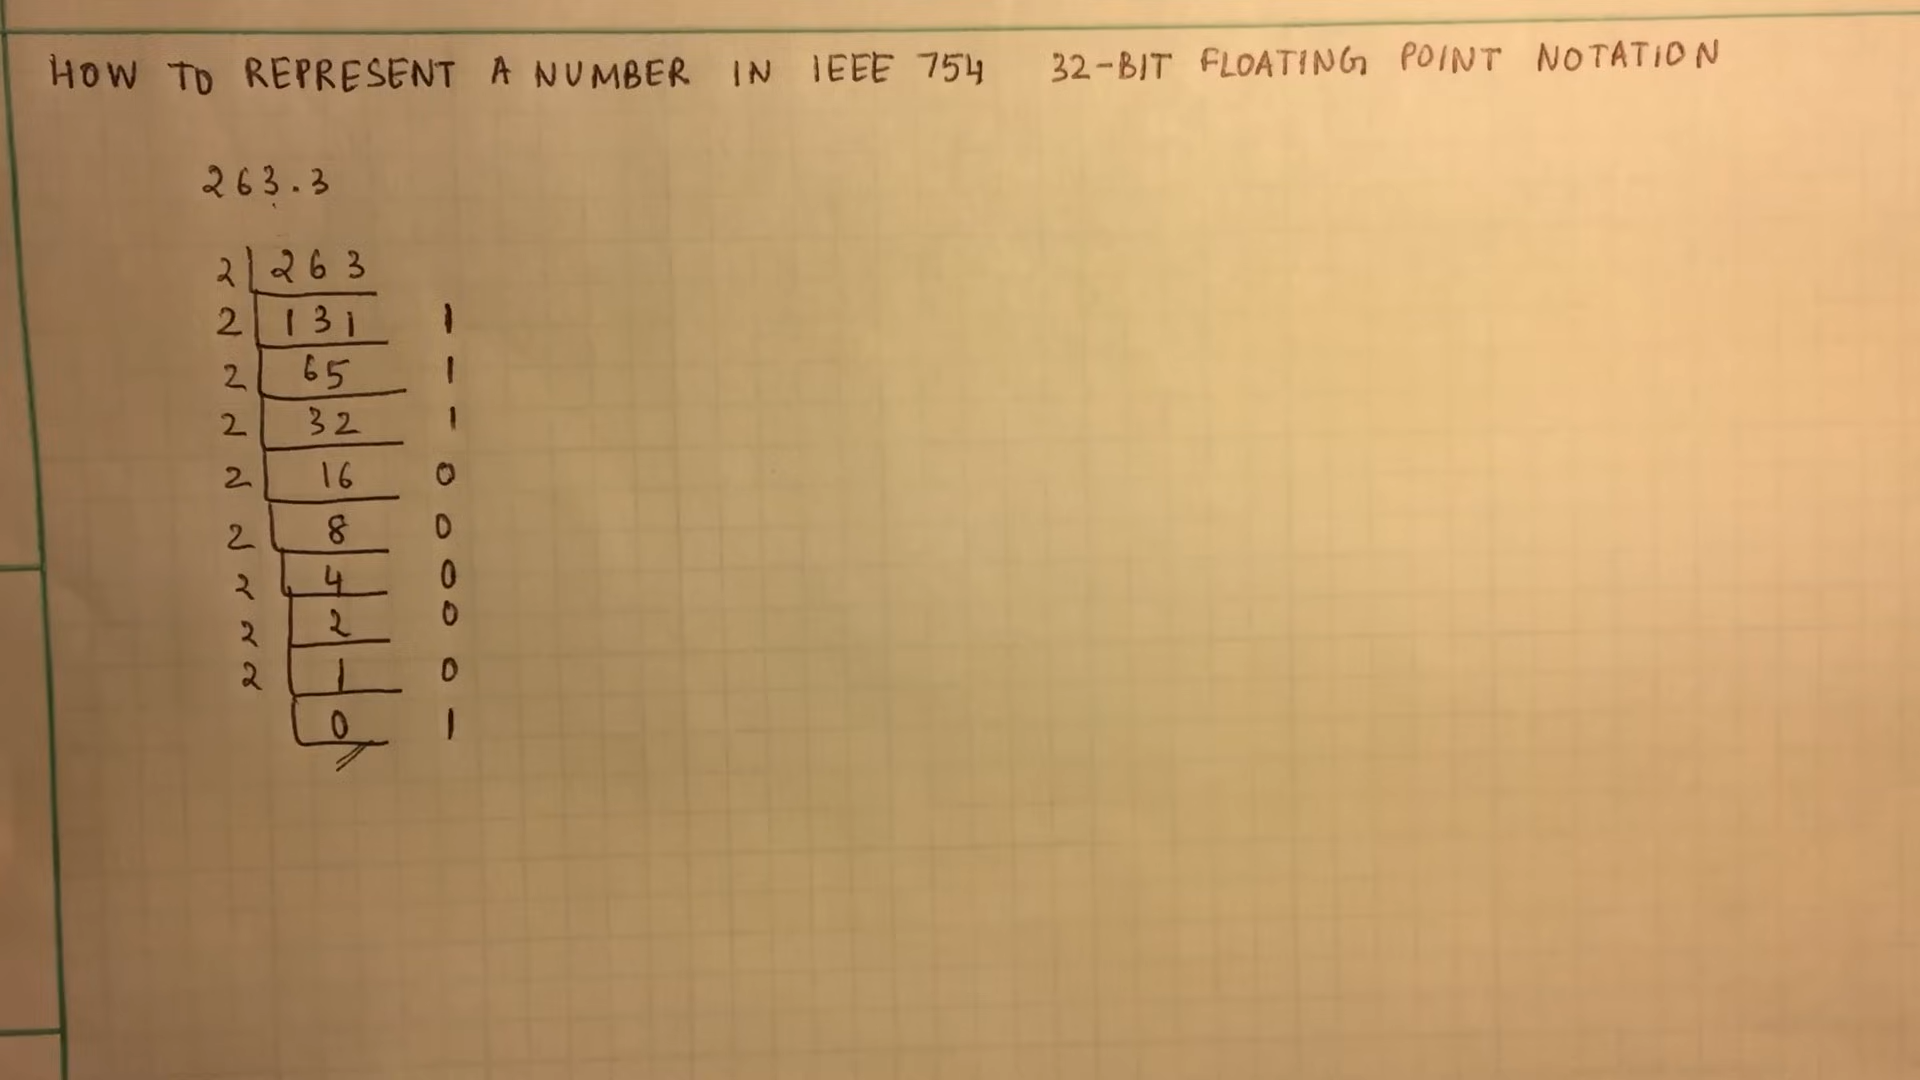 HOW TO REPRESENT A NUMBER IN IEEE 754 32-BIT FLOATING POINT NOTATION
263.3
2 263
2 131 1
2 65 1
2 32 1
2 16 0
2 8 0
2 4 0
2 2 0
2 1 0
0 1